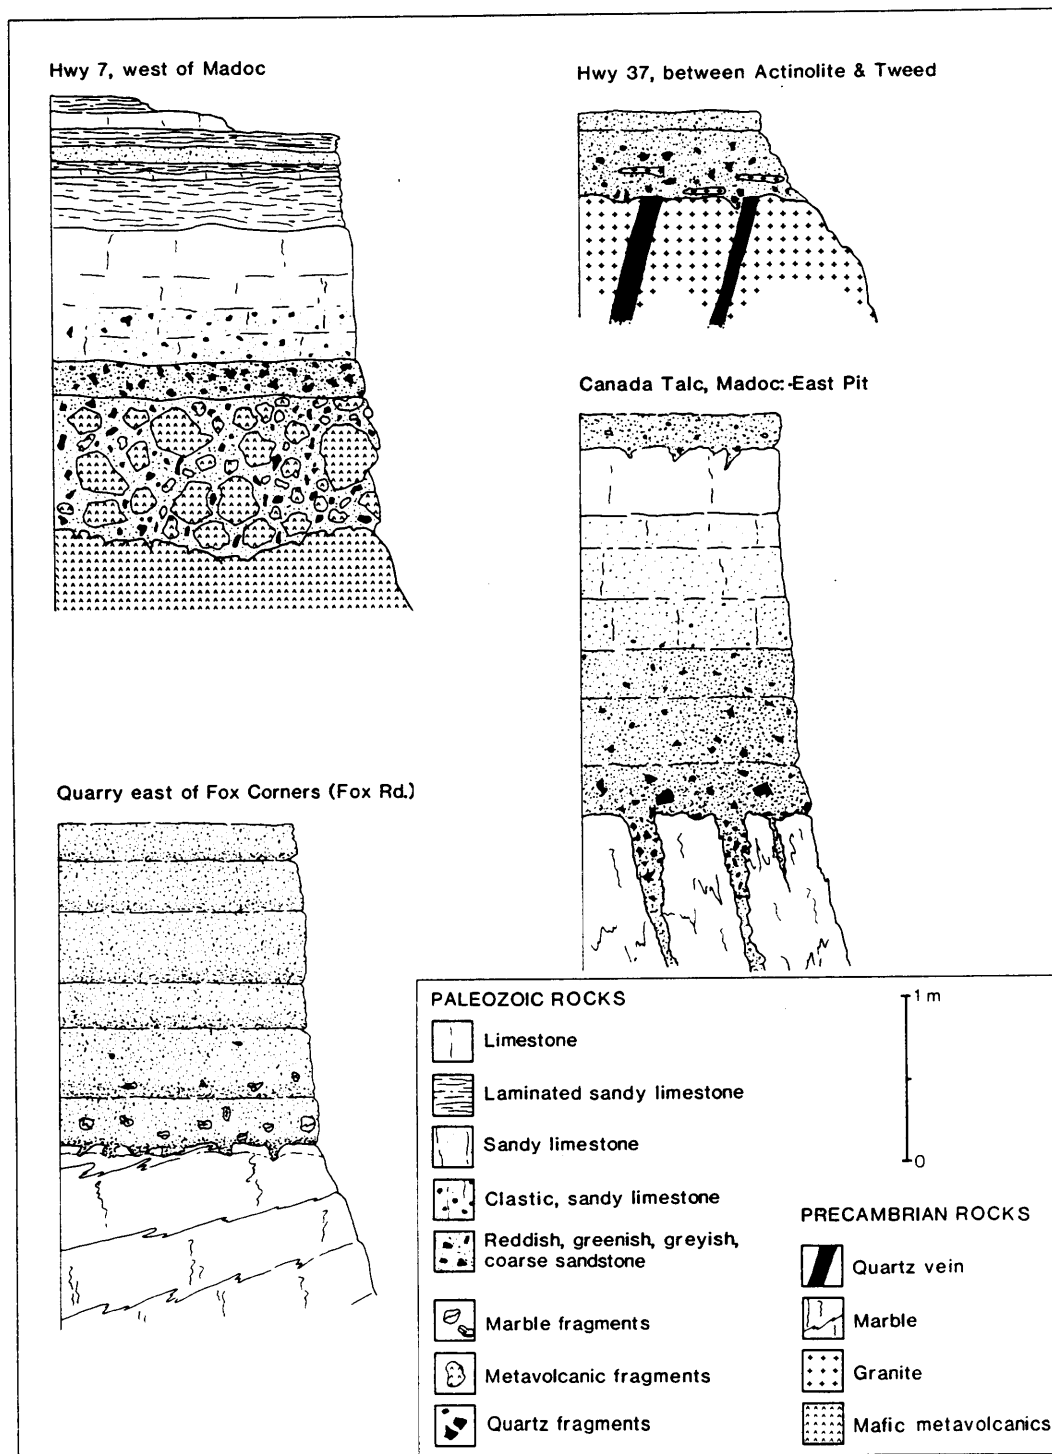 Hwy 7, west of Madoc
Hwy 37, between Actinolite & Tweed
Canada Talc, Madoc:-East Pit
Quarry east of Fox Corners (Fox Rd.)
PALEOZOIC ROCKS
Limestone
Laminated sandy limestone
Sandy limestone
Clastic, sandy limestone
Reddish, greenish, greyish,
coarse sandstone
Marble fragments
Metavolcanic fragments
Quartz fragments
1 m
0
PRECAMBRIAN ROCKS
Quartz vein
Marble
Granite
Mafic metavolcanics